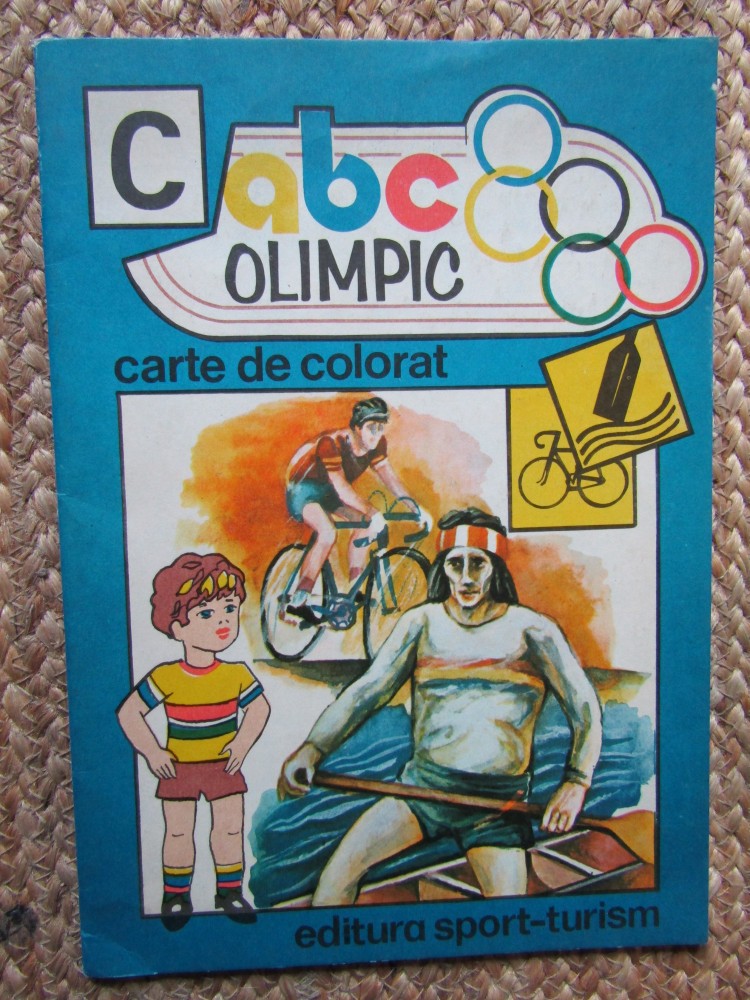 C
abc
OLIMPIC
carte de colorat
editura sport-turism